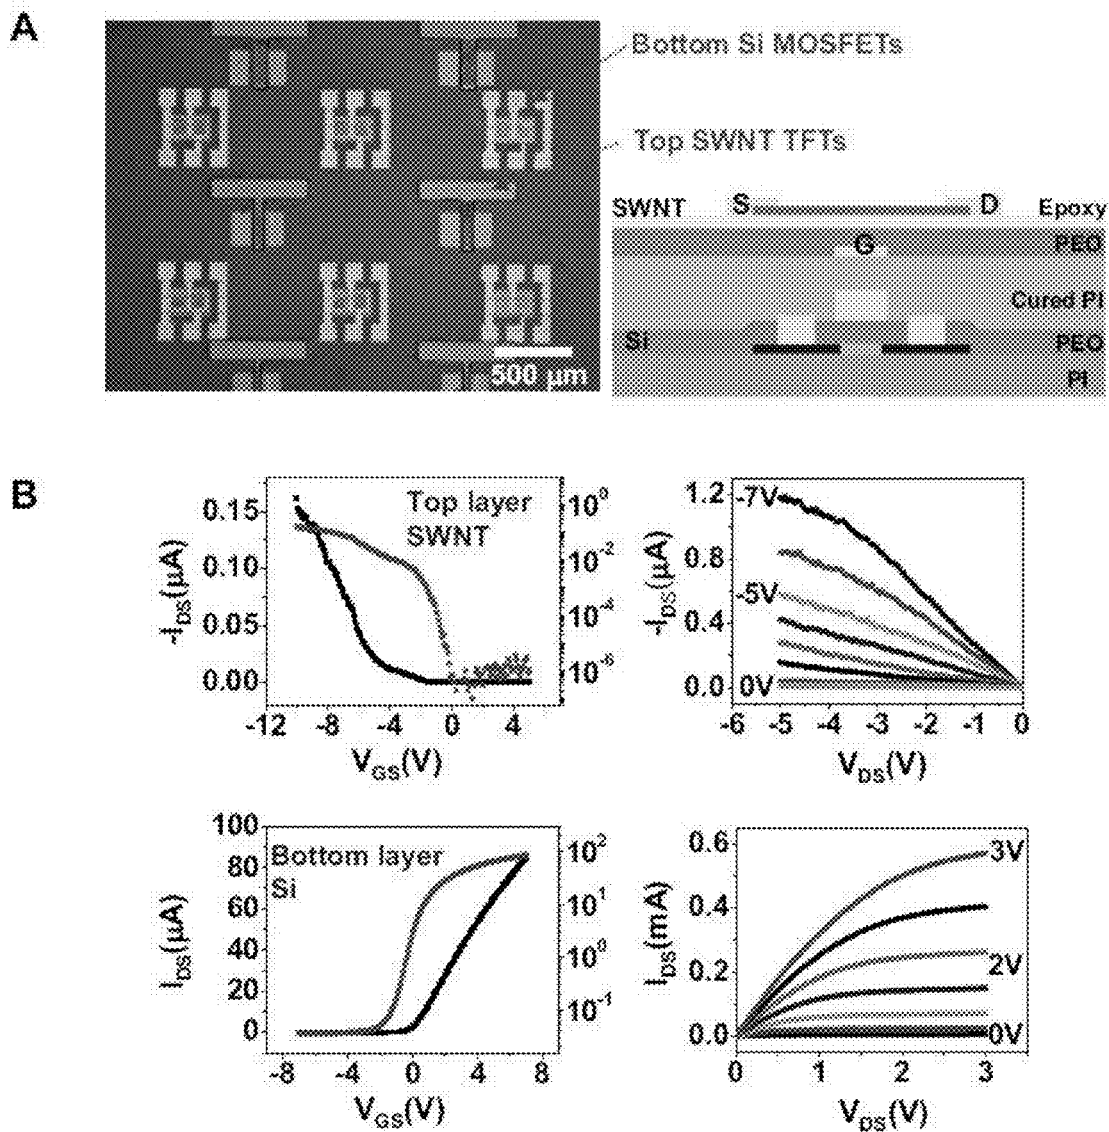 A
Bottom Si MOSFETs
Top SWNT TFTs
500 μm
SWNT S D Epoxy
G PEO
Cured PI
Si PEO
PI
B
Top layer
SWNT
-I_DS(μA)
0.15
0.10
0.05
0.00
10^0
10^-2
10^-4
10^-6
-12 -8 -4 0 4
V_GS(V)
-I_DS(μA)
1.2
0.8
0.4
0.0
-7V
-5V
0V
-6 -5 -4 -3 -2 -1 0
V_DS(V)
Bottom layer
Si
I_DS(μA)
100
80
60
40
20
0
10^2
10^1
10^0
10^-1
-8 -4 0 4 8
V_GS(V)
I_DS(mA)
0.6
0.4
0.2
0.0
3V
2V
0V
0 1 2 3
V_DS(V)